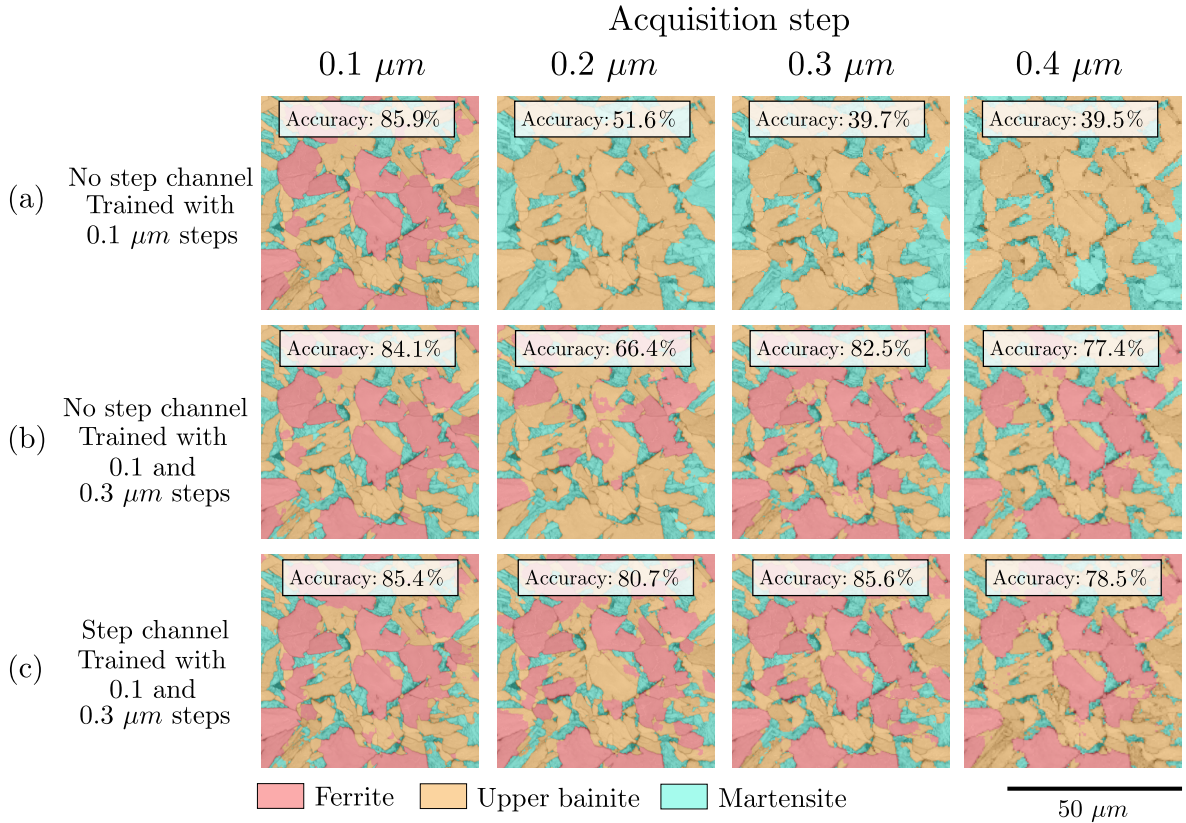 Acquisition step
0.1 μm 0.2 μm 0.3 μm 0.4 μm
(a)
No step channel
Trained with
0.1 μm steps
Accuracy: 85.9%
Accuracy: 51.6%
Accuracy: 39.7%
Accuracy: 39.5%
(b)
No step channel
Trained with
0.1 and
0.3 μm steps
Accuracy: 84.1%
Accuracy: 66.4%
Accuracy: 82.5%
Accuracy: 77.4%
(c)
Step channel
Trained with
0.1 and
0.3 μm steps
Accuracy: 85.4%
Accuracy: 80.7%
Accuracy: 85.6%
Accuracy: 78.5%
Ferrite Upper bainite Martensite
50 μm